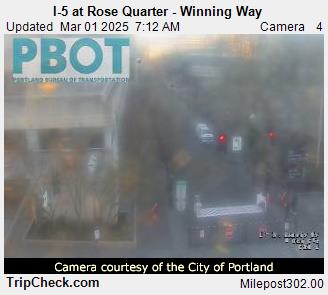 I-5 at Rose Quarter - Winning Way
Updated Mar 01 2025 7:12 AM Camera 4
PBOT
PORTLAND BUREAU OF TRANSPORTATION
Camera courtesy of the City of Portland
TripCheck.com Milepost302.00